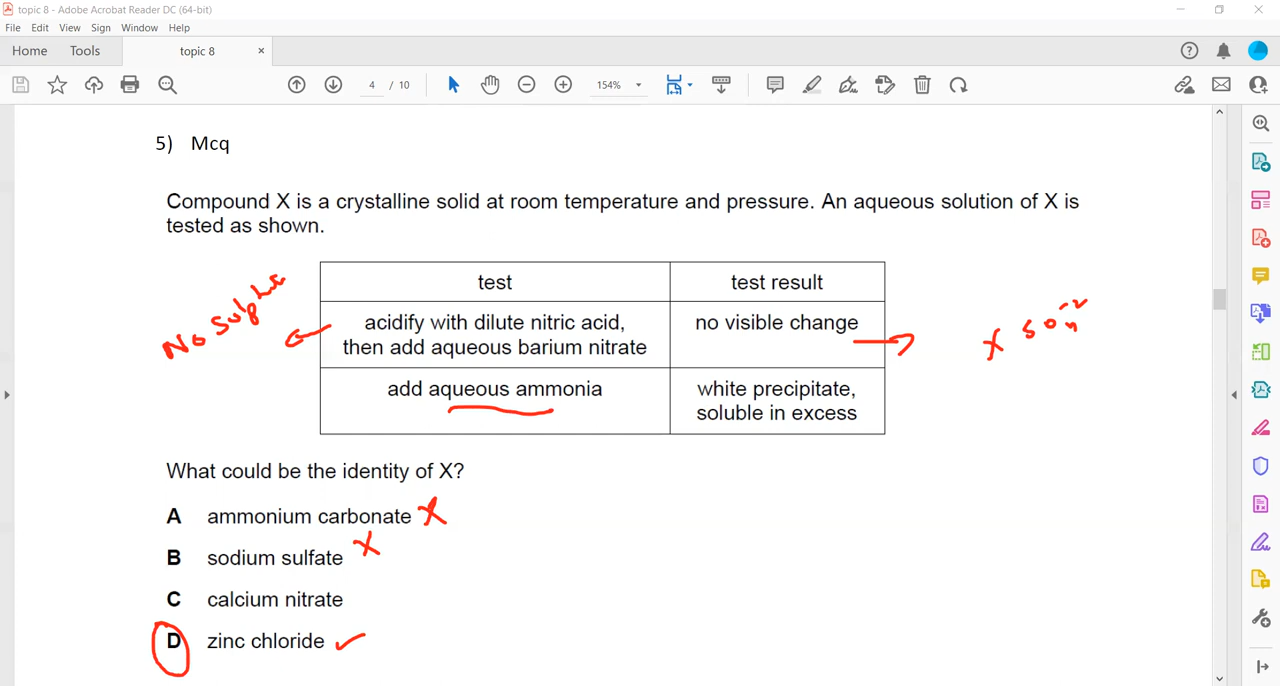 topic 8 - Adobe Acrobat Reader DC (64-bit)
File Edit View Sign Window Help
Home Tools topic 8 ×
4 / 10 154%
5) Mcq
Compound X is a crystalline solid at room temperature and pressure. An aqueous solution of X is
tested as shown.
test test result
acidify with dilute nitric acid,
then add aqueous barium nitrate
no visible change
add aqueous ammonia
white precipitate,
soluble in excess
No
X SO4-2
What could be the identity of X?
A ammonium carbonate X
B sodium sulfate X
C calcium nitrate
D zinc chloride ✓